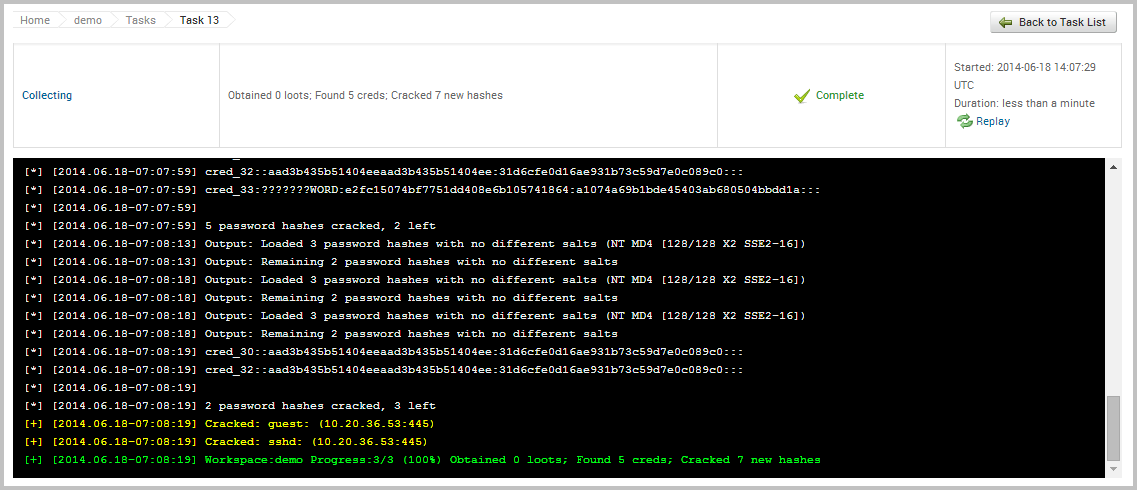 Home demo Tasks Task 13
Back to Task List
Collecting
Obtained 0 loots; Found 5 creds; Cracked 7 new hashes
Complete
Started: 2014-06-18 14:07:29
UTC
Duration: less than a minute
Replay
[*] [2014.06.18-07:07:59] cred_32::aad3b435b51404eeaad3b435b51404ee:31d6cfe0d16ae931b73c59d7e0c089c0:::
[*] [2014.06.18-07:07:59] cred_33:???????WORD:e2fc15074bf7751dd408e6b105741864:a1074a69b1bde45403ab680504bbdd1a:::
[*] [2014.06.18-07:07:59]
[*] [2014.06.18-07:07:59] 5 password hashes cracked, 2 left
[*] [2014.06.18-07:08:13] Output: Loaded 3 password hashes with no different salts (NT MD4 [128/128 X2 SSE2-16])
[*] [2014.06.18-07:08:13] Output: Remaining 2 password hashes with no different salts
[*] [2014.06.18-07:08:18] Output: Loaded 3 password hashes with no different salts (NT MD4 [128/128 X2 SSE2-16])
[*] [2014.06.18-07:08:18] Output: Remaining 2 password hashes with no different salts
[*] [2014.06.18-07:08:18] Output: Loaded 3 password hashes with no different salts (NT MD4 [128/128 X2 SSE2-16])
[*] [2014.06.18-07:08:18] Output: Remaining 2 password hashes with no different salts
[*] [2014.06.18-07:08:19] cred_30::aad3b435b51404eeaad3b435b51404ee:31d6cfe0d16ae931b73c59d7e0c089c0:::
[*] [2014.06.18-07:08:19] cred_32::aad3b435b51404eeaad3b435b51404ee:31d6cfe0d16ae931b73c59d7e0c089c0:::
[*] [2014.06.18-07:08:19]
[*] [2014.06.18-07:08:19] 2 password hashes cracked, 3 left
[+] [2014.06.18-07:08:19] Cracked: guest: (10.20.36.53:445)
[+] [2014.06.18-07:08:19] Cracked: sshd: (10.20.36.53:445)
[+] [2014.06.18-07:08:19] Workspace:demo Progress:3/3 (100%) Obtained 0 loots; Found 5 creds; Cracked 7 new hashes